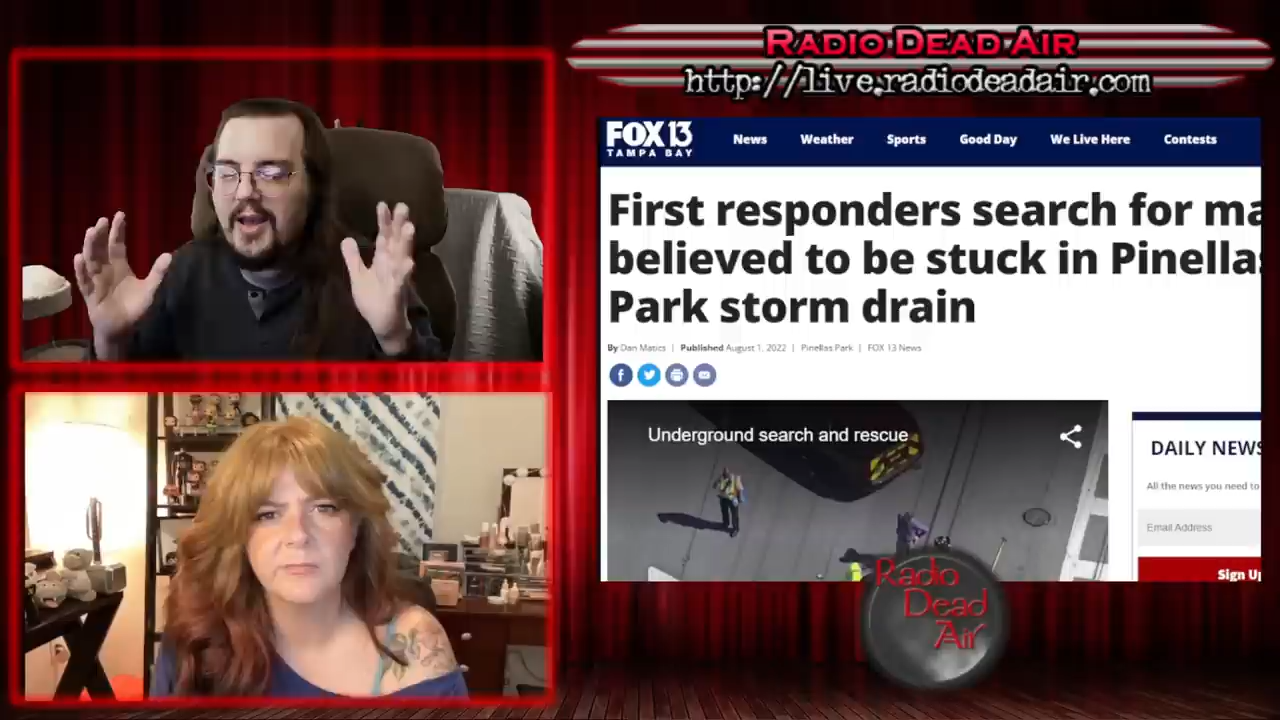 RADIO DEAD AIR
http://live.radiodeadair.com
FOX 13
TAMPA BAY
News
Weather
Sports
Good Day
We Live Here
Contests
First responders search for ma
believed to be stuck in Pinellas
Park storm drain
By Dan Matics | Published August 1, 2022 | Pinellas Park | FOX 13 News
Underground search and rescue
DAILY NEWS
All the news you need to
Email Address
Sign Up
Radio
Dead
Air